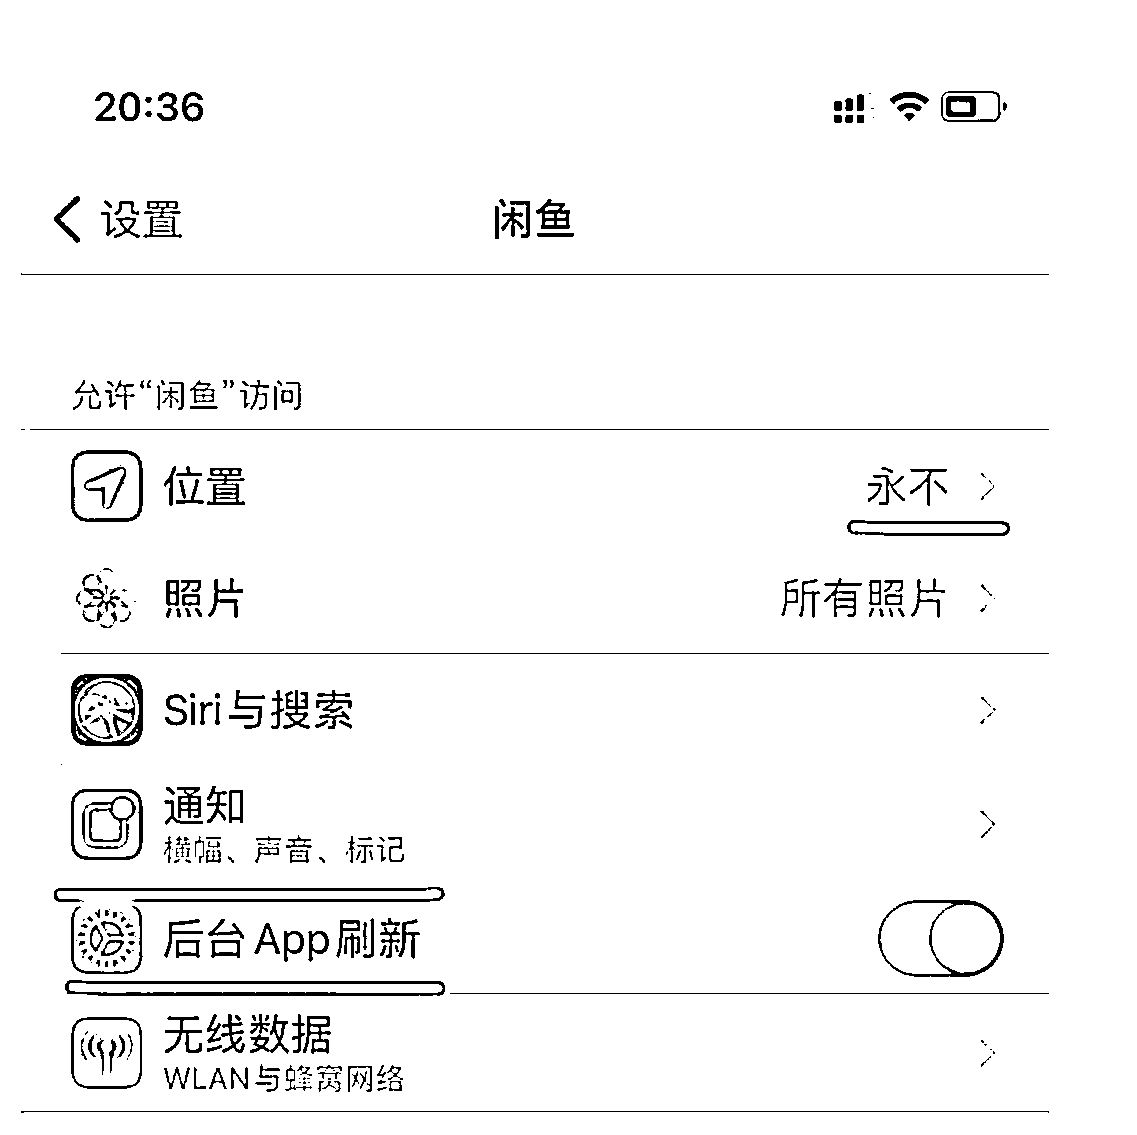 20:36
设置 闲鱼
允许“闲鱼”访问
位置 永不
照片 所有照片
Siri与搜索
通知
横幅、声音、标记
后台App刷新
无线数据
WLAN与蜂窝网络